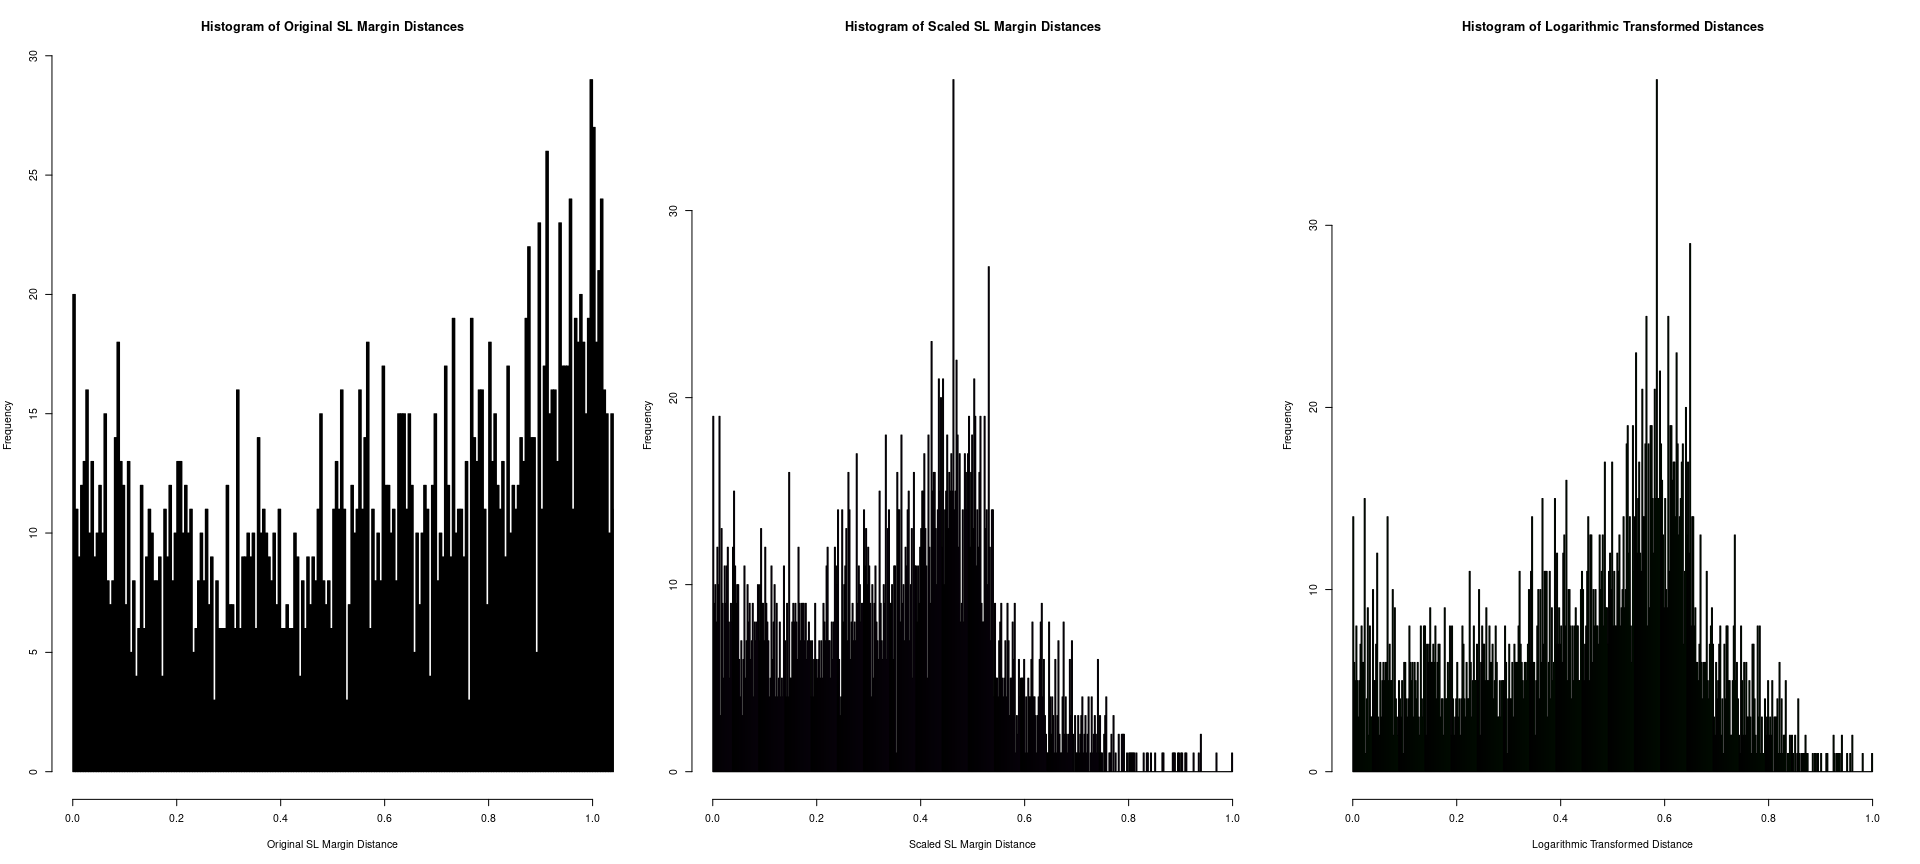 Histogram of Original SL Margin Distances
Frequency
30
25
20
15
10
5
0
0.0 0.2 0.4 0.6 0.8 1.0
Original SL Margin Distance
Histogram of Scaled SL Margin Distances
Frequency
30
20
10
0
0.0 0.2 0.4 0.6 0.8 1.0
Scaled SL Margin Distance
Histogram of Logarithmic Transformed Distances
Frequency
30
20
10
0
0.0 0.2 0.4 0.6 0.8 1.0
Logarithmic Transformed Distance